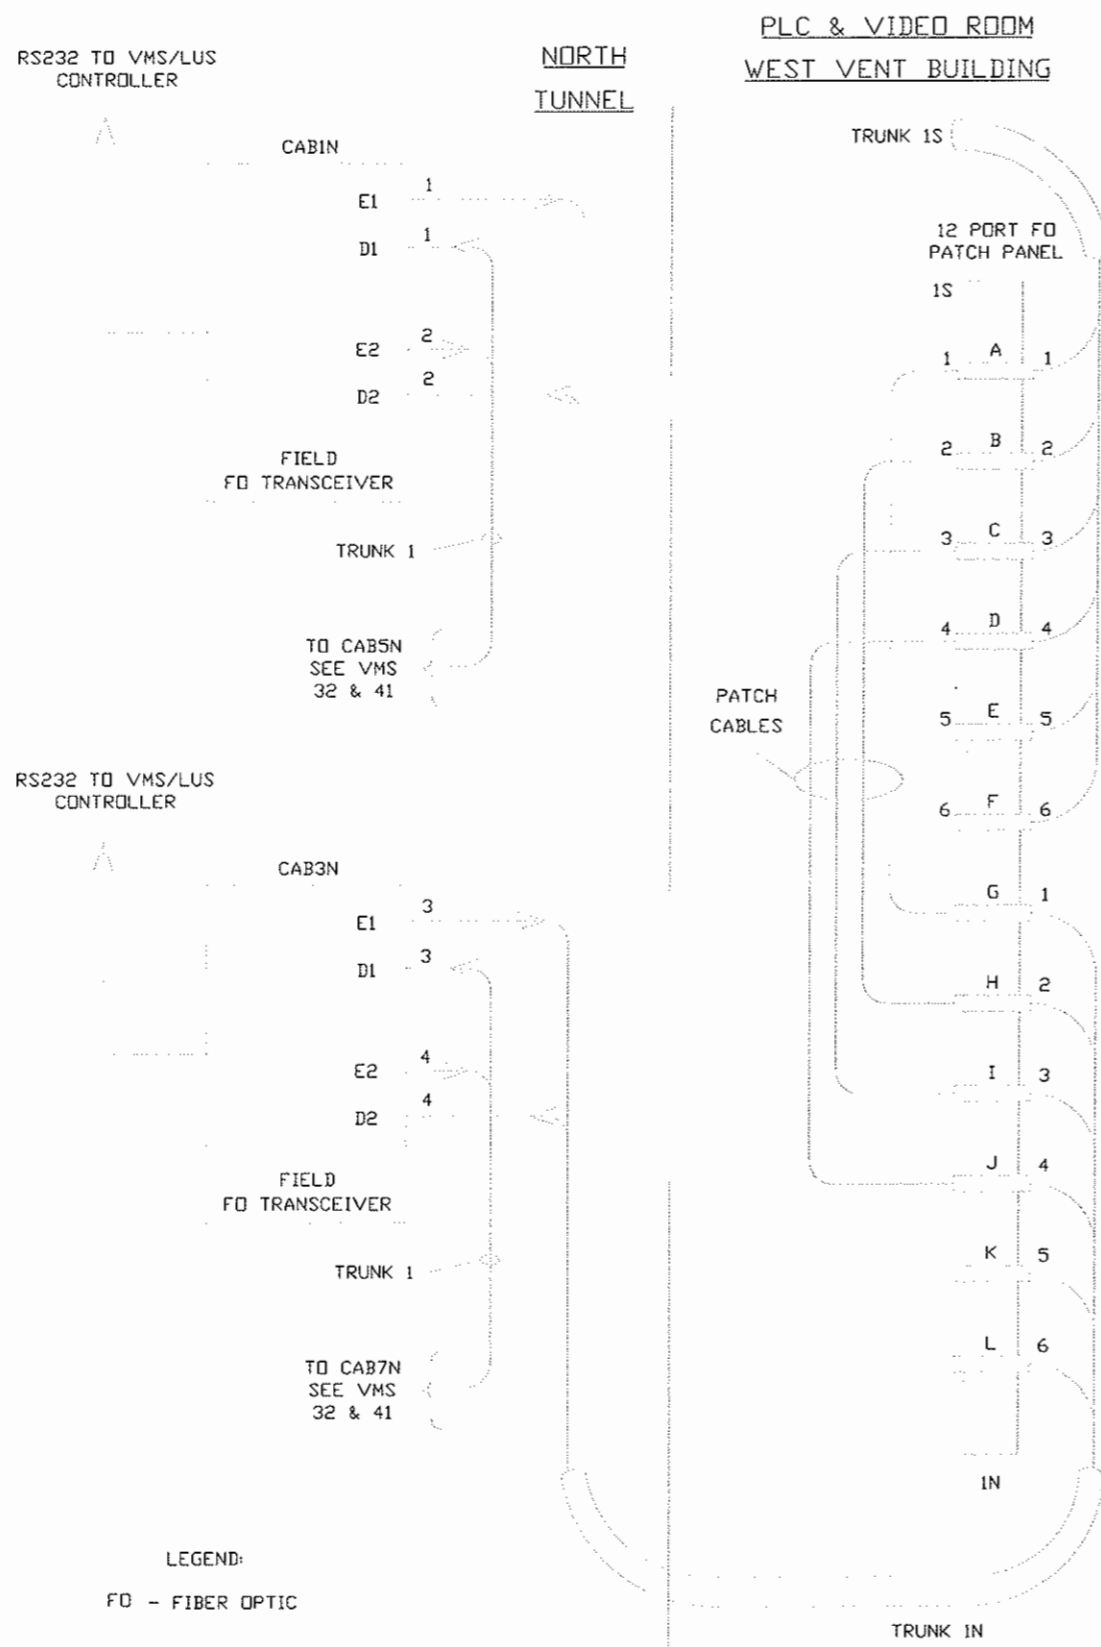 PLC & VIDEO ROOM
WEST VENT BUILDING
NORTH
TUNNEL
RS232 TO VMS/LUS
CONTROLLER
CAB1N
E1
1
D1
1
E2
2
D2
2
FIELD
FO TRANSCEIVER
TRUNK 1
TO CAB5N
SEE VMS
32 & 41
RS232 TO VMS/LUS
CONTROLLER
CAB3N
E1
3
D1
3
E2
4
D2
4
FIELD
FO TRANSCEIVER
TRUNK 1
TO CAB7N
SEE VMS
32 & 41
LEGEND:
FO - FIBER OPTIC
TRUNK 1S
12 PORT FO
PATCH PANEL
1S
1 A 1
2 B 2
3 C 3
4 D 4
5 E 5
6 F 6
G 1
H 2
I 3
J 4
K 5
L 6
1N
PATCH
CABLES
TRUNK 1N